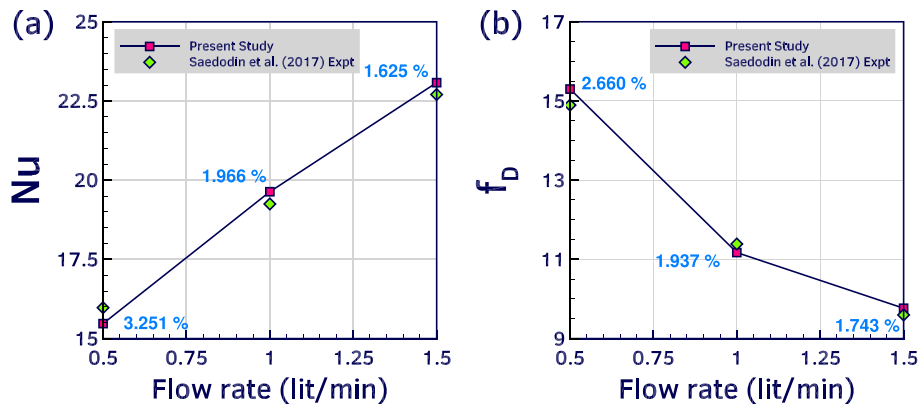 (a)
25
22.5
20
17.5
15
Nu
Present Study
Saedodin et al. (2017) Expt
1.625 %
1.966 %
3.251 %
0.5 0.75 1 1.25 1.5
Flow rate (lit/min)
(b)
17
15
13
11
9
f_D
Present Study
Saedodin et al. (2017) Expt
2.660 %
1.937 %
1.743 %
0.5 0.75 1 1.25 1.5
Flow rate (lit/min)